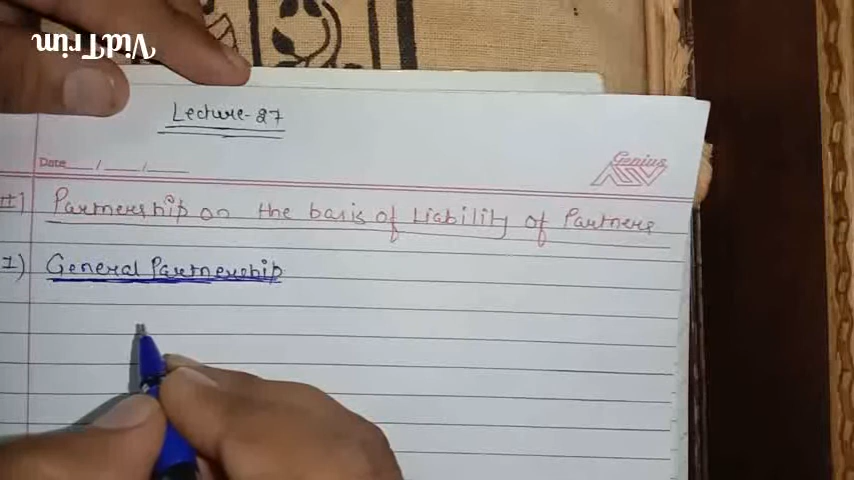 VidTrim
Lecture-27
Date / /
Genius
#1 Partnership on the basis of Liability of Partners
I) General Partnership